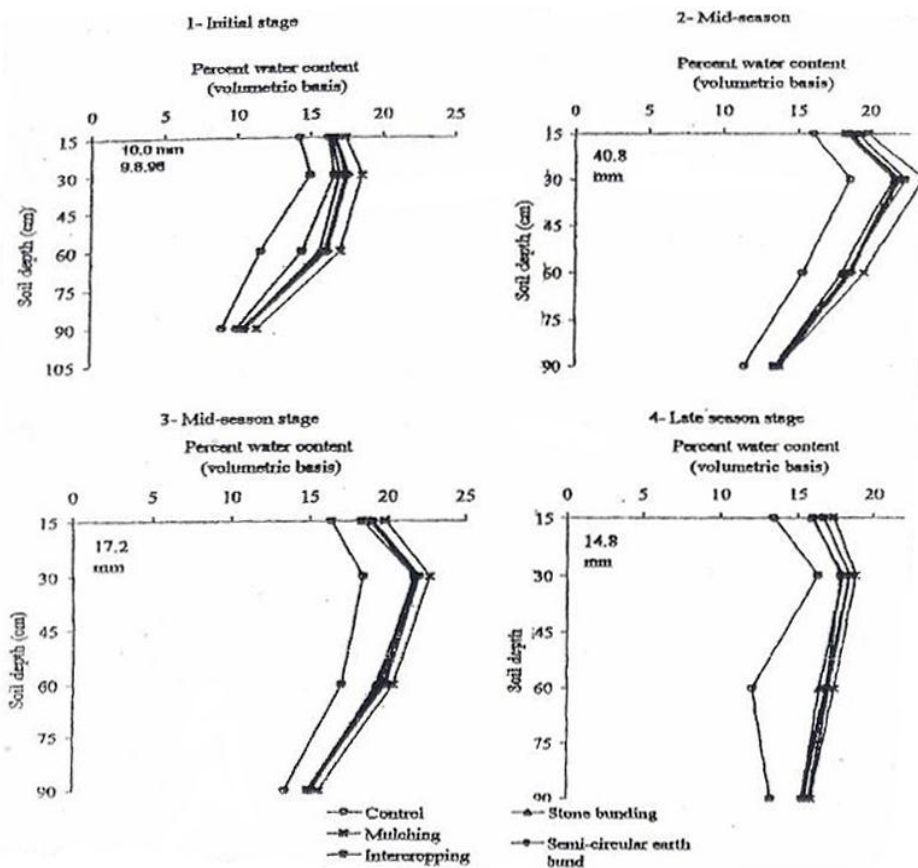 1- Initial stage
Percent water content
(volumetric basis)
0 5 10 15 20 25
15
30
45
60
75
90
105
Soil depth (cm)
10.0 mm
9.8.96
2- Mid-season
Percent water content
(volumetric basis)
0 5 10 15 20
15
30
45
60
75
90
Soil depth (cm)
40.8
mm
3- Mid-season stage
Percent water content
(volumetric basis)
0 5 10 15 20 25
15
30
45
60
75
90
Soil depth (cm)
17.2
mm
4- Late season stage
Percent water content
(volumetric basis)
0 5 10 15 20
15
30
45
60
75
90
Soil depth
14.8
mm
Control
Mulching
Intercropping
Stone bunding
Semi-circular earth
bund